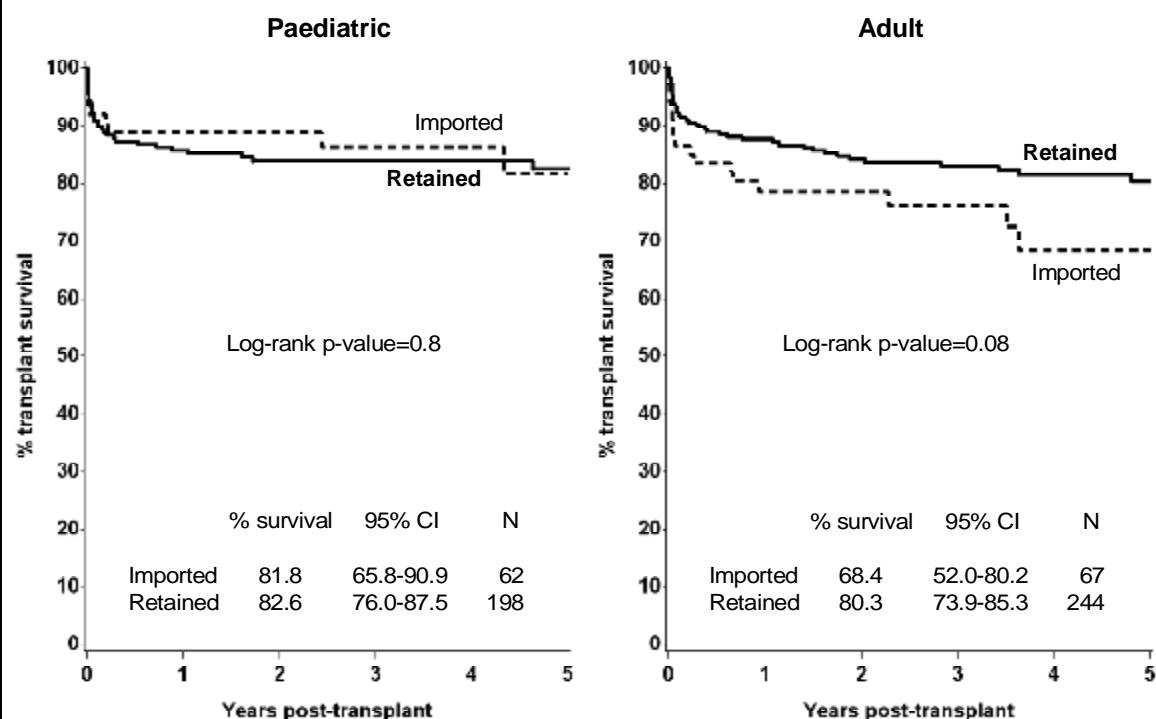 Paediatric
100
90
80
70
60
50
40
30
20
10
0
% transplant survival
Imported
Retained
Log-rank p-value=0.8
% survival 95% CI N
Imported 81.8 65.8-90.9 62
Retained 82.6 76.0-87.5 198
0 1 2 3 4 5
Years post-transplant
Adult
100
90
80
70
60
50
40
30
20
10
0
% transplant survival
Retained
Imported
Log-rank p-value=0.08
% survival 95% CI N
Imported 68.4 52.0-80.2 67
Retained 80.3 73.9-85.3 244
0 1 2 3 4 5
Years post-transplant